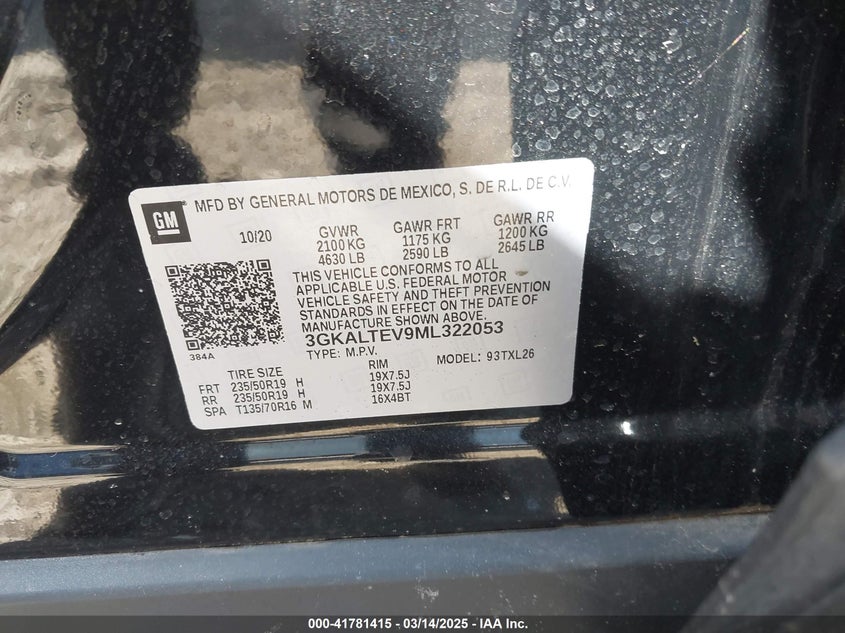 GM
MFD BY GENERAL MOTORS DE MEXICO, S. DE R.L. DE C.V.
10/20 GVWR GAWR FRT GAWR RR
2100 KG 1175 KG 1200 KG
4630 LB 2590 LB 2645 LB
THIS VEHICLE CONFORMS TO ALL
APPLICABLE U.S. FEDERAL MOTOR
VEHICLE SAFETY AND THEFT PREVENTION
STANDARDS IN EFFECT ON THE DATE OF
MANUFACTURE SHOWN ABOVE.
3GKALTEV9ML322053
384A
TYPE: M.P.V. MODEL: 93TXL26
TIRE SIZE RIM
FRT 235/50R19 H 19X7.5J
RR 235/50R19 H 19X7.5J
SPA T135/70R16 M 16X4BT
000-41781415 - 03/14/2025 - © IAA Inc.